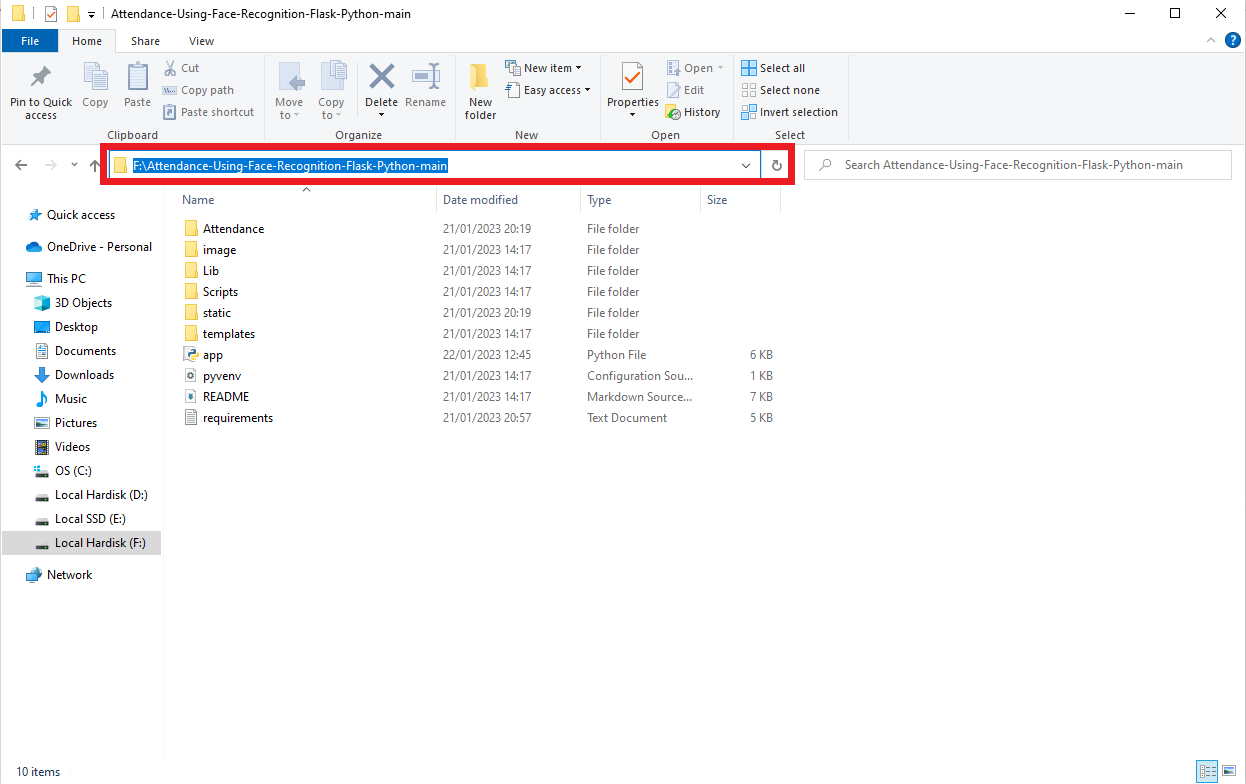 Attendance-Using-Face-Recognition-Flask-Python-main
File Home Share View
Pin to Quick access
Copy
Paste
Cut
Copy path
Paste shortcut
Clipboard
Move to
Copy to
Delete
Rename
Organize
New folder
New item
Easy access
New
Properties
Open
Edit
History
Open
Select all
Select none
Invert selection
Select
F:\Attendance-Using-Face-Recognition-Flask-Python-main
Search Attendance-Using-Face-Recognition-Flask-Python-main
Quick access
OneDrive - Personal
This PC
3D Objects
Desktop
Documents
Downloads
Music
Pictures
Videos
OS (C:)
Local Hardisk (D:)
Local SSD (E:)
Local Hardisk (F:)
Network
Name Date modified Type Size
Attendance 21/01/2023 20:19 File folder
image 21/01/2023 14:17 File folder
Lib 21/01/2023 14:17 File folder
Scripts 21/01/2023 14:17 File folder
static 21/01/2023 20:19 File folder
templates 21/01/2023 14:17 File folder
app 22/01/2023 12:45 Python File 6 KB
pyvenv 21/01/2023 14:17 Configuration Sou... 1 KB
README 21/01/2023 14:17 Markdown Source... 7 KB
requirements 21/01/2023 20:57 Text Document 5 KB
10 items